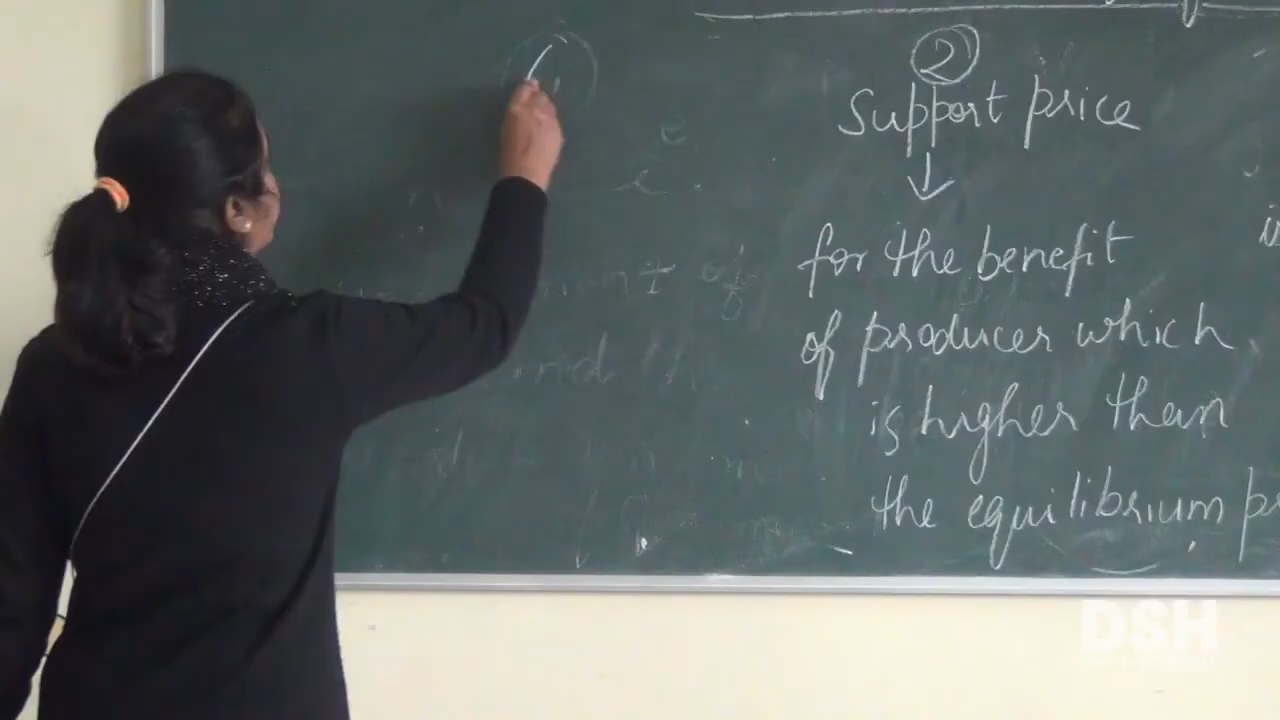 2
Support price
↓
for the benefit
of producer which
is higher than
the equilibrium
DSH